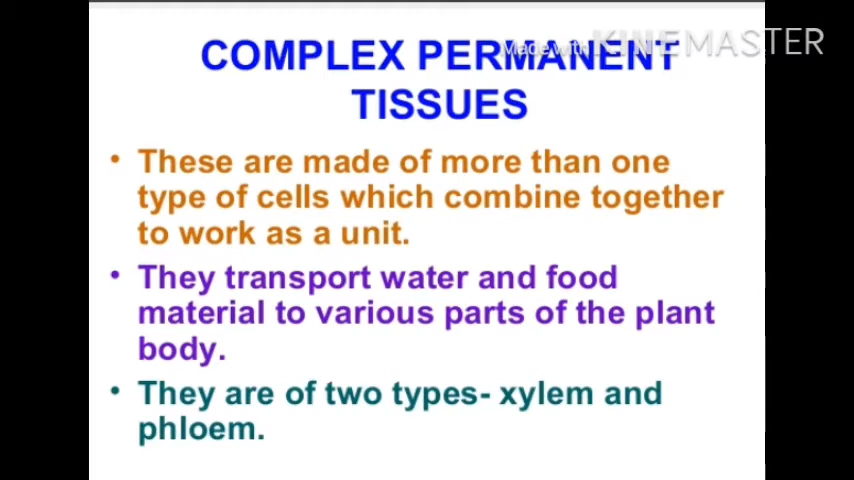 COMPLEX PERMANENT
Made with KINEMASTER
TISSUES
• These are made of more than one
type of cells which combine together
to work as a unit.
• They transport water and food
material to various parts of the plant
body.
• They are of two types- xylem and
phloem.